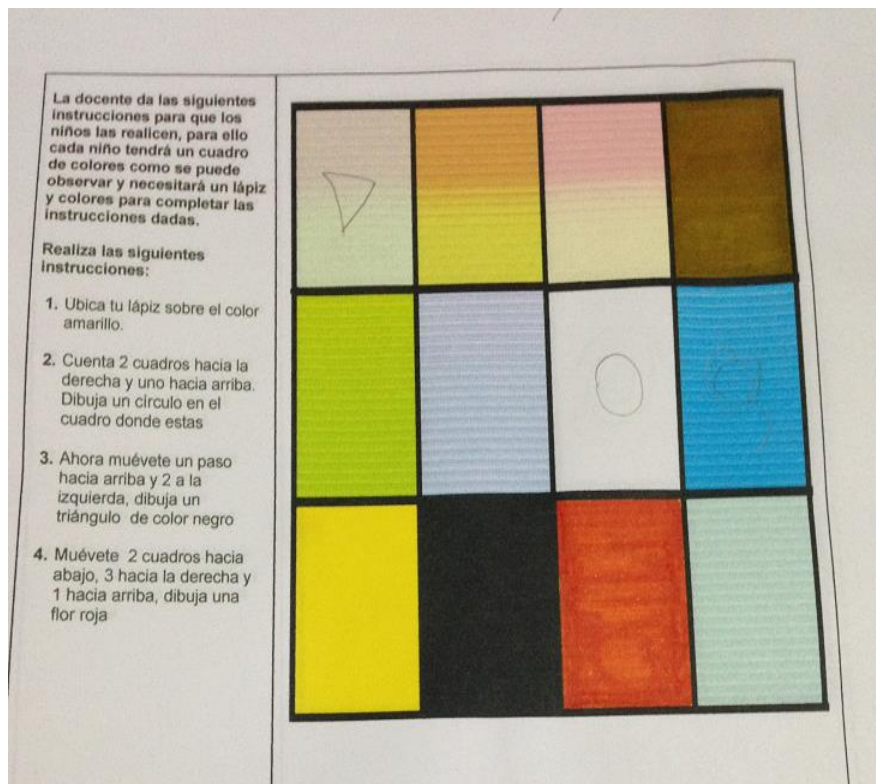 La docente da las siguientes
instrucciones para que los
niños las realicen, para ello
cada niño tendrá un cuadro
de colores como se puede
observar y necesitará un lápiz
y colores para completar las
instrucciones dadas.
Realiza las siguientes
instrucciones:
1. Ubica tu lápiz sobre el color
amarillo.
2. Cuenta 2 cuadros hacia la
derecha y uno hacia arriba.
Dibuja un círculo en el
cuadro donde estas
3. Ahora muévete un paso
hacia arriba y 2 a la
izquierda, dibuja un
triángulo de color negro
4. Muévete 2 cuadros hacia
abajo, 3 hacia la derecha y
1 hacia arriba, dibuja una
flor roja